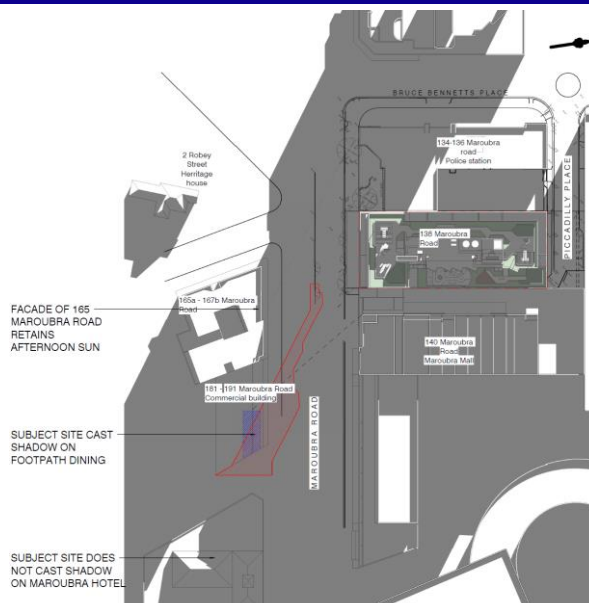 BRUCE BENNETTS PLACE
134-136 Maroubra
road
Police station
PICCADILLY PLACE
2 Robey
Street
Herritage
house
138 Maroubra
Road
165a - 167b Maroubra
Road
FACADE OF 165
MAROUBRA ROAD
RETAINS
AFTERNOON SUN
140 Maroubra
Road
Maroubra Mall
181 - 191 Maroubra Road
Commercial building
MAROUBRA ROAD
SUBJECT SITE CAST
SHADOW ON
FOOTPATH DINING
SUBJECT SITE DOES
NOT CAST SHADOW
ON MAROUBRA HOTEL